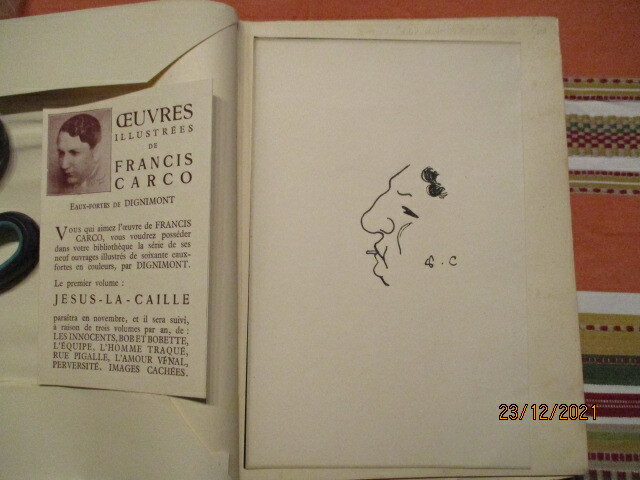 ŒUVRES
ILLUSTRÉES
DE
FRANCIS
CARCO
EAUX-FORTES DE DIGNIMONT
VOUS qui aimez l'œuvre de FRANCIS
CARCO, vous voudrez posséder
dans votre bibliothèque la série de ses
neuf ouvrages illustrés de soixante eaux-
fortes en couleurs, par DIGNIMONT.
Le premier volume :
JESUS-LA-CAILLE
paraîtra en novembre, et il sera suivi,
à raison de trois volumes par an, de :
LES INNOCENTS, BOB ET BOBETTE,
L'ÉQUIPE, L'HOMME TRAQUÉ,
RUE PIGALLE, L'AMOUR VÉNAL,
PERVERSITÉ, IMAGES CACHÉES.
. C
23/12/2021